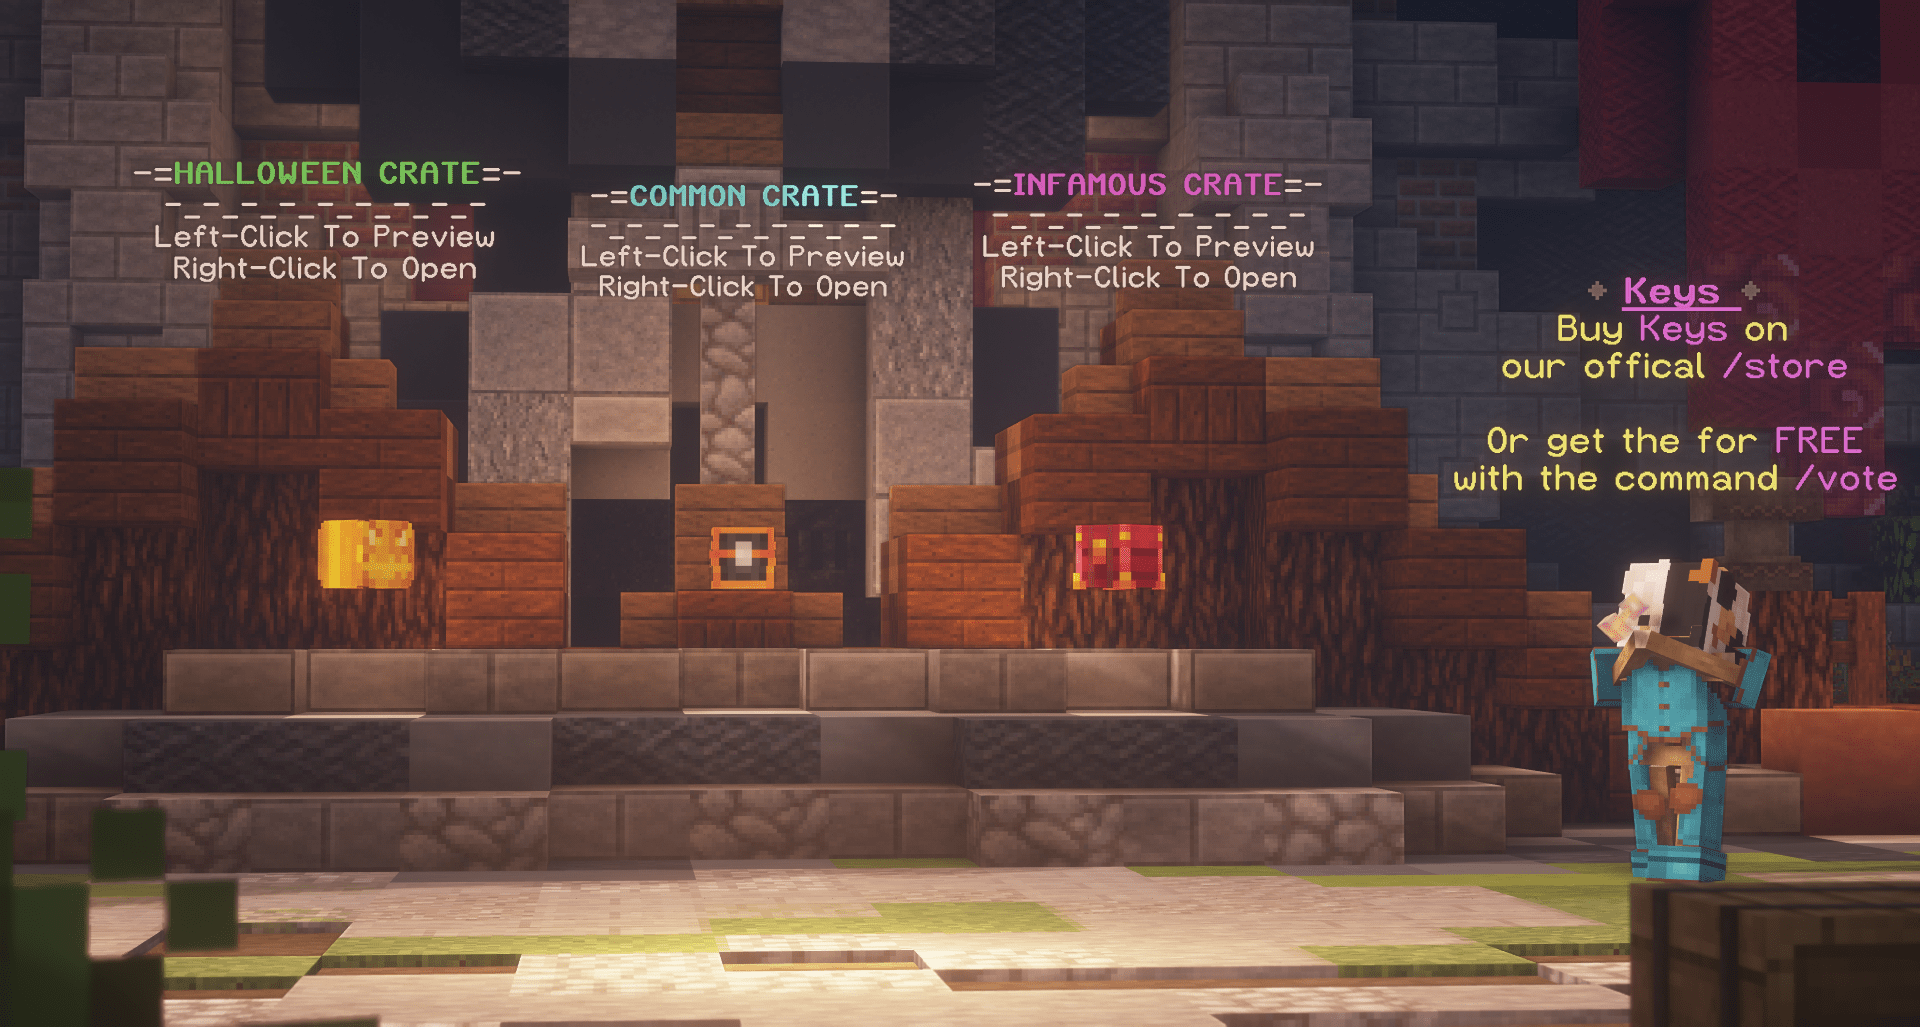 -=HALLOWEEN CRATE=-
- - - - - - - - - - - - - - - - -
Left-Click To Preview
Right-Click To Open
-=COMMON CRATE=-
- - - - - - - - - - - - - - - - -
Left-Click To Preview
Right-Click To Open
-=INFAMOUS CRATE=-
- - - - - - - - - - - - - - - - -
Left-Click To Preview
Right-Click To Open
Keys
Buy Keys on
our offical /store
Or get the for FREE
with the command /vote